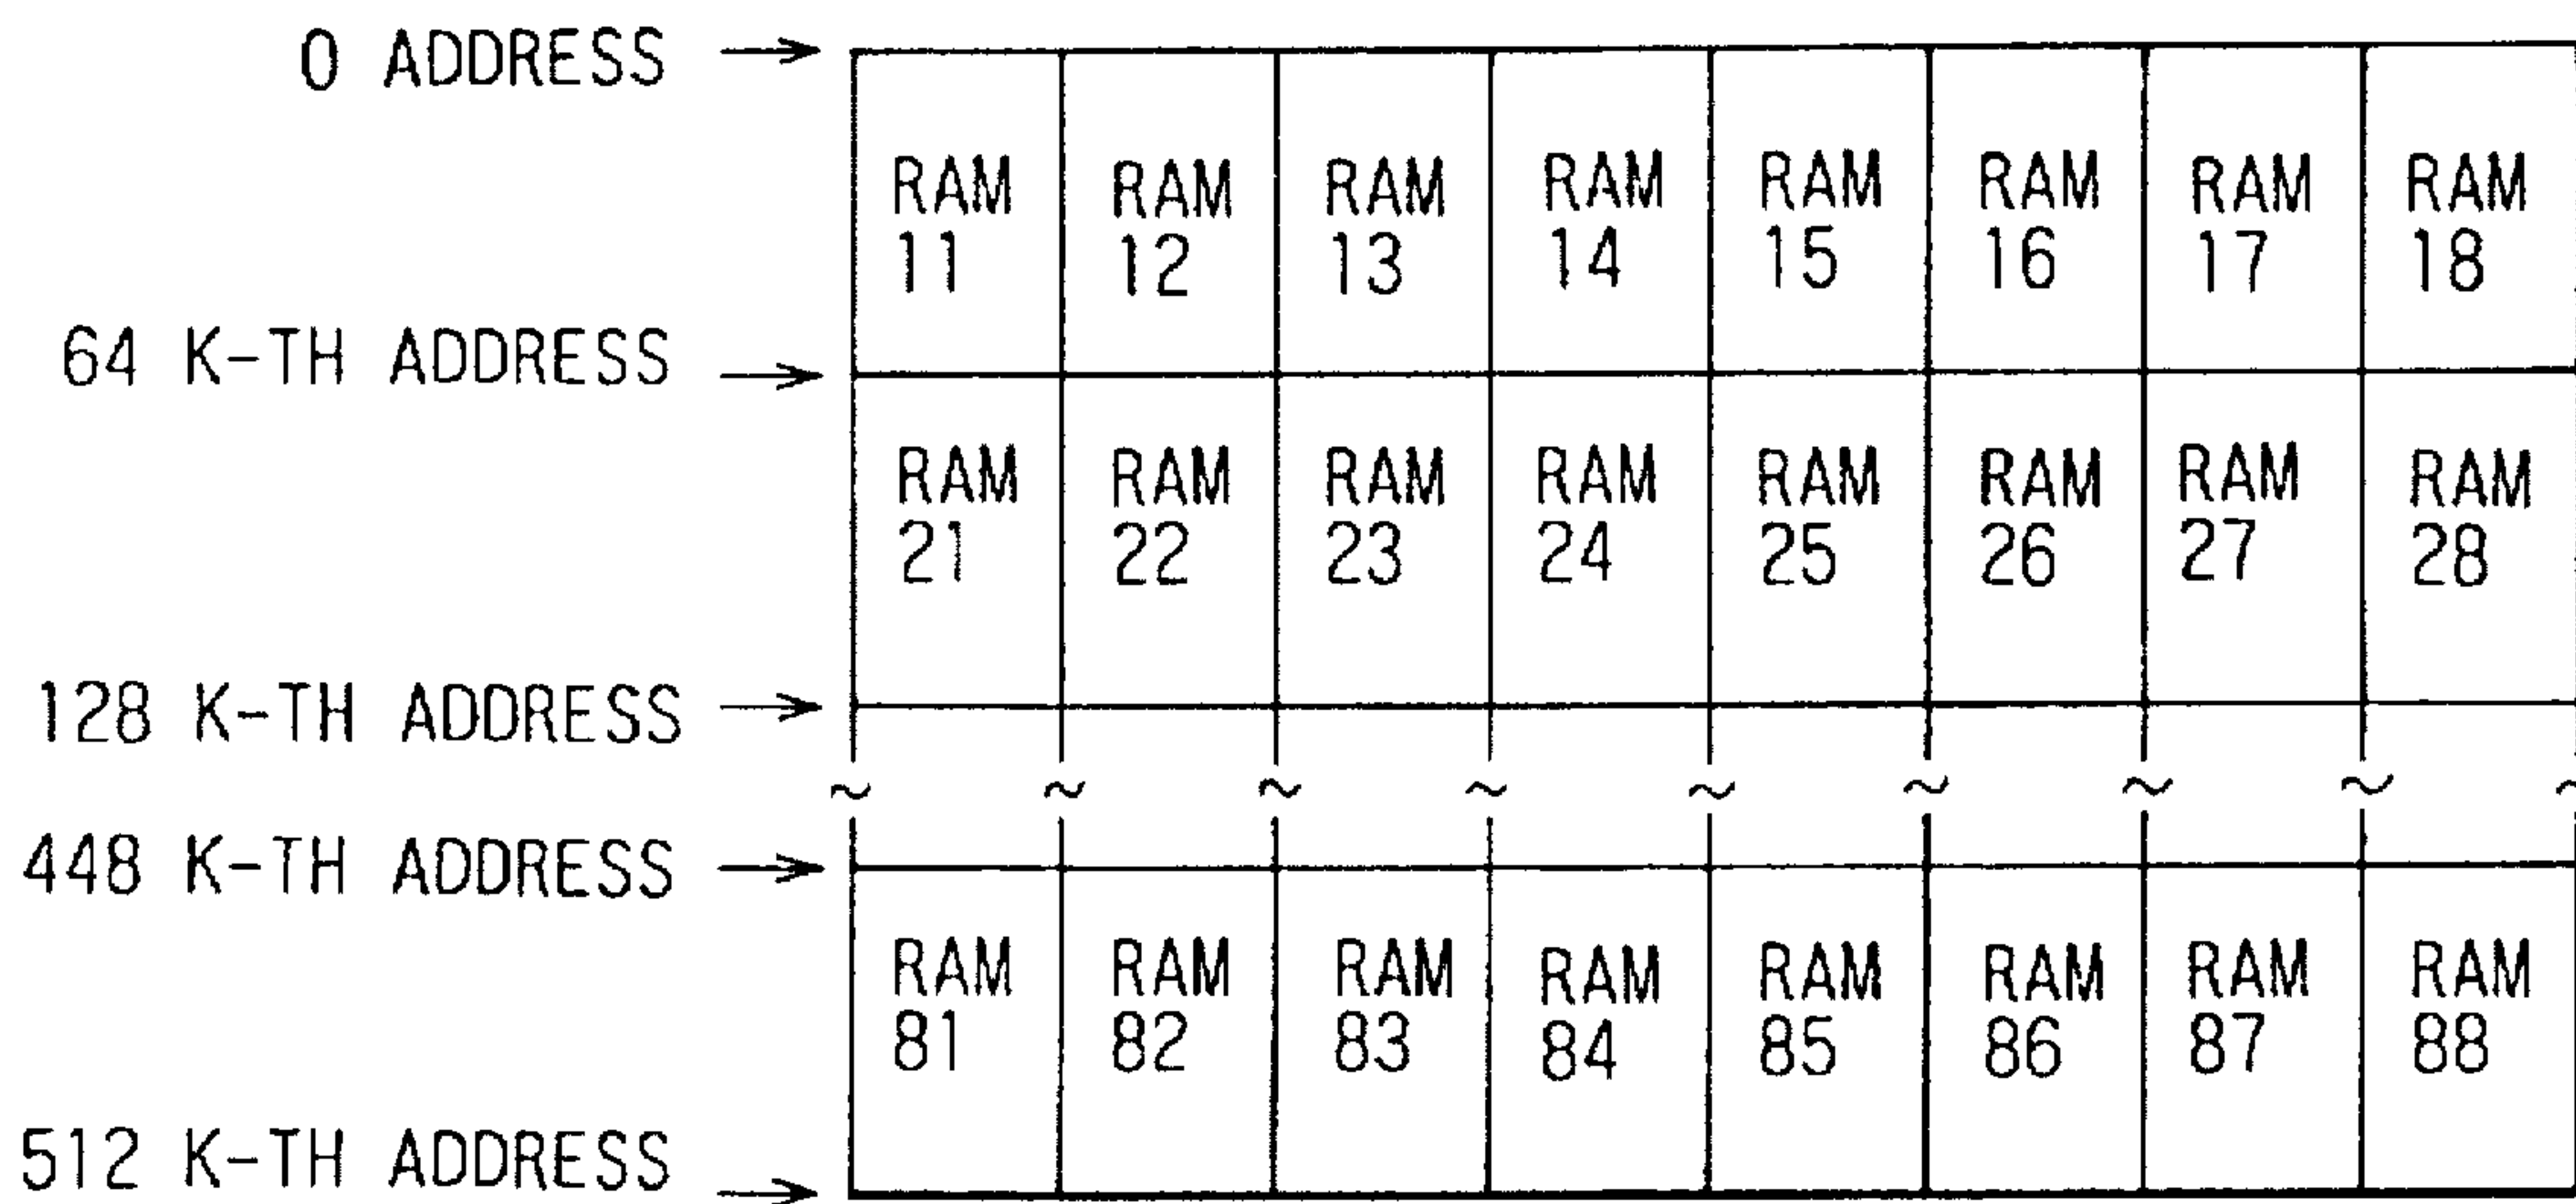 0 ADDRESS
RAM RAM RAM RAM RAM RAM RAM RAM
11 12 13 14 15 16 17 18
64 K-TH ADDRESS
RAM RAM RAM RAM RAM RAM RAM RAM
21 22 23 24 25 26 27 28
128 K-TH ADDRESS
~ ~ ~ ~ ~ ~ ~ ~ ~
448 K-TH ADDRESS
RAM RAM RAM RAM RAM RAM RAM RAM
81 82 83 84 85 86 87 88
512 K-TH ADDRESS